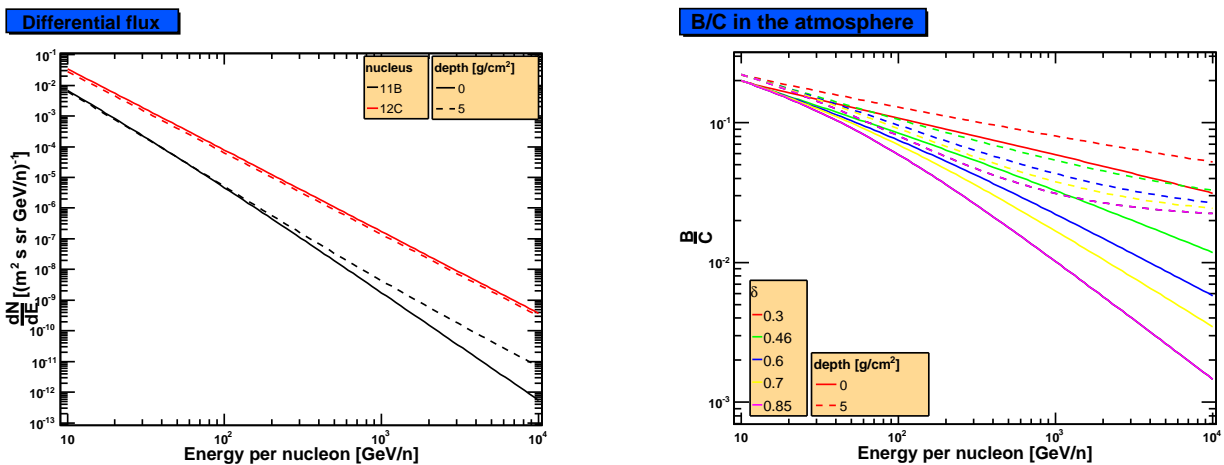 Differential flux
10⁻¹
10⁻²
10⁻³
10⁻⁴
10⁻⁵
10⁻⁶
10⁻⁷
10⁻⁸
10⁻⁹
10⁻¹⁰
10⁻¹¹
10⁻¹²
10⁻¹³
dN/dE [(m² s sr GeV/n)⁻¹]
nucleus
11B
12C
depth [g/cm²]
0
5
10 10² 10³ 10⁴
Energy per nucleon [GeV/n]
B/C in the atmosphere
10⁻¹
10⁻²
10⁻³
B/C
δ
0.3
0.46
0.6
0.7
0.85
depth [g/cm²]
0
5
10 10² 10³ 10⁴
Energy per nucleon [GeV/n]